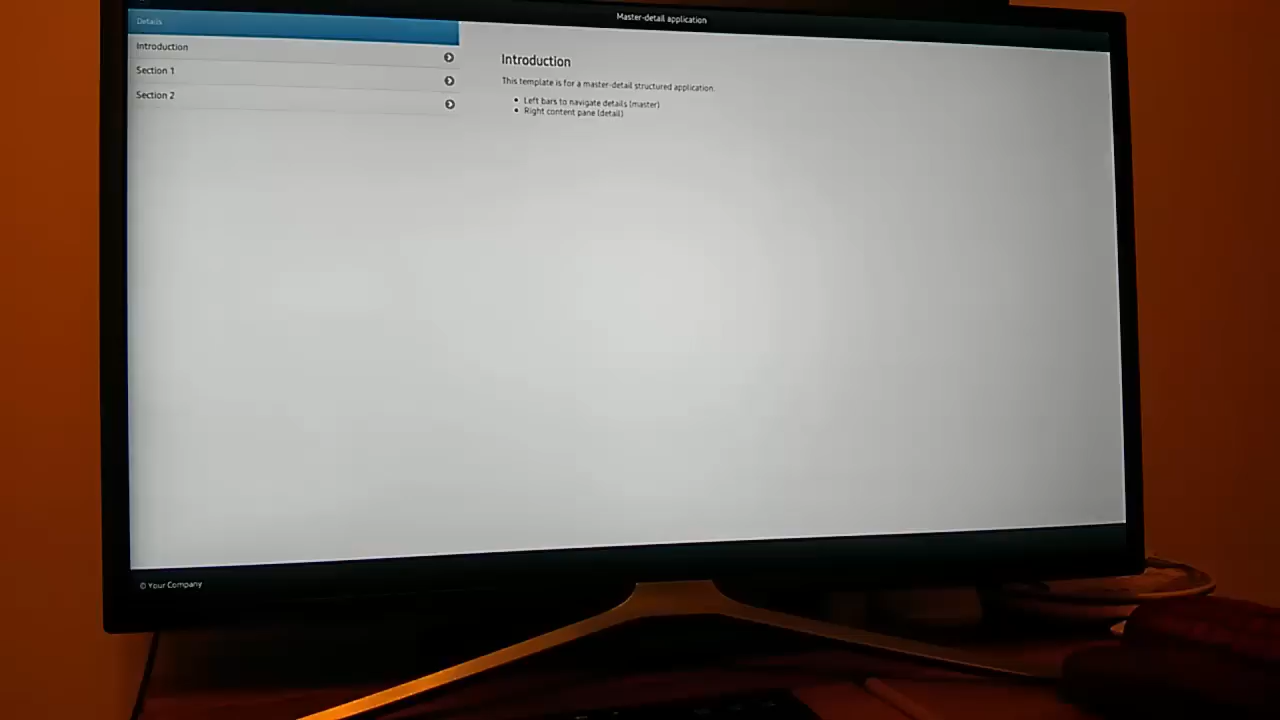 Master-detail application
Details
Introduction
Section 1
Section 2
Introduction
This template is for a master-detail structured application.
Left bars to navigate details (master)
Right content pane (detail)
© Your Company